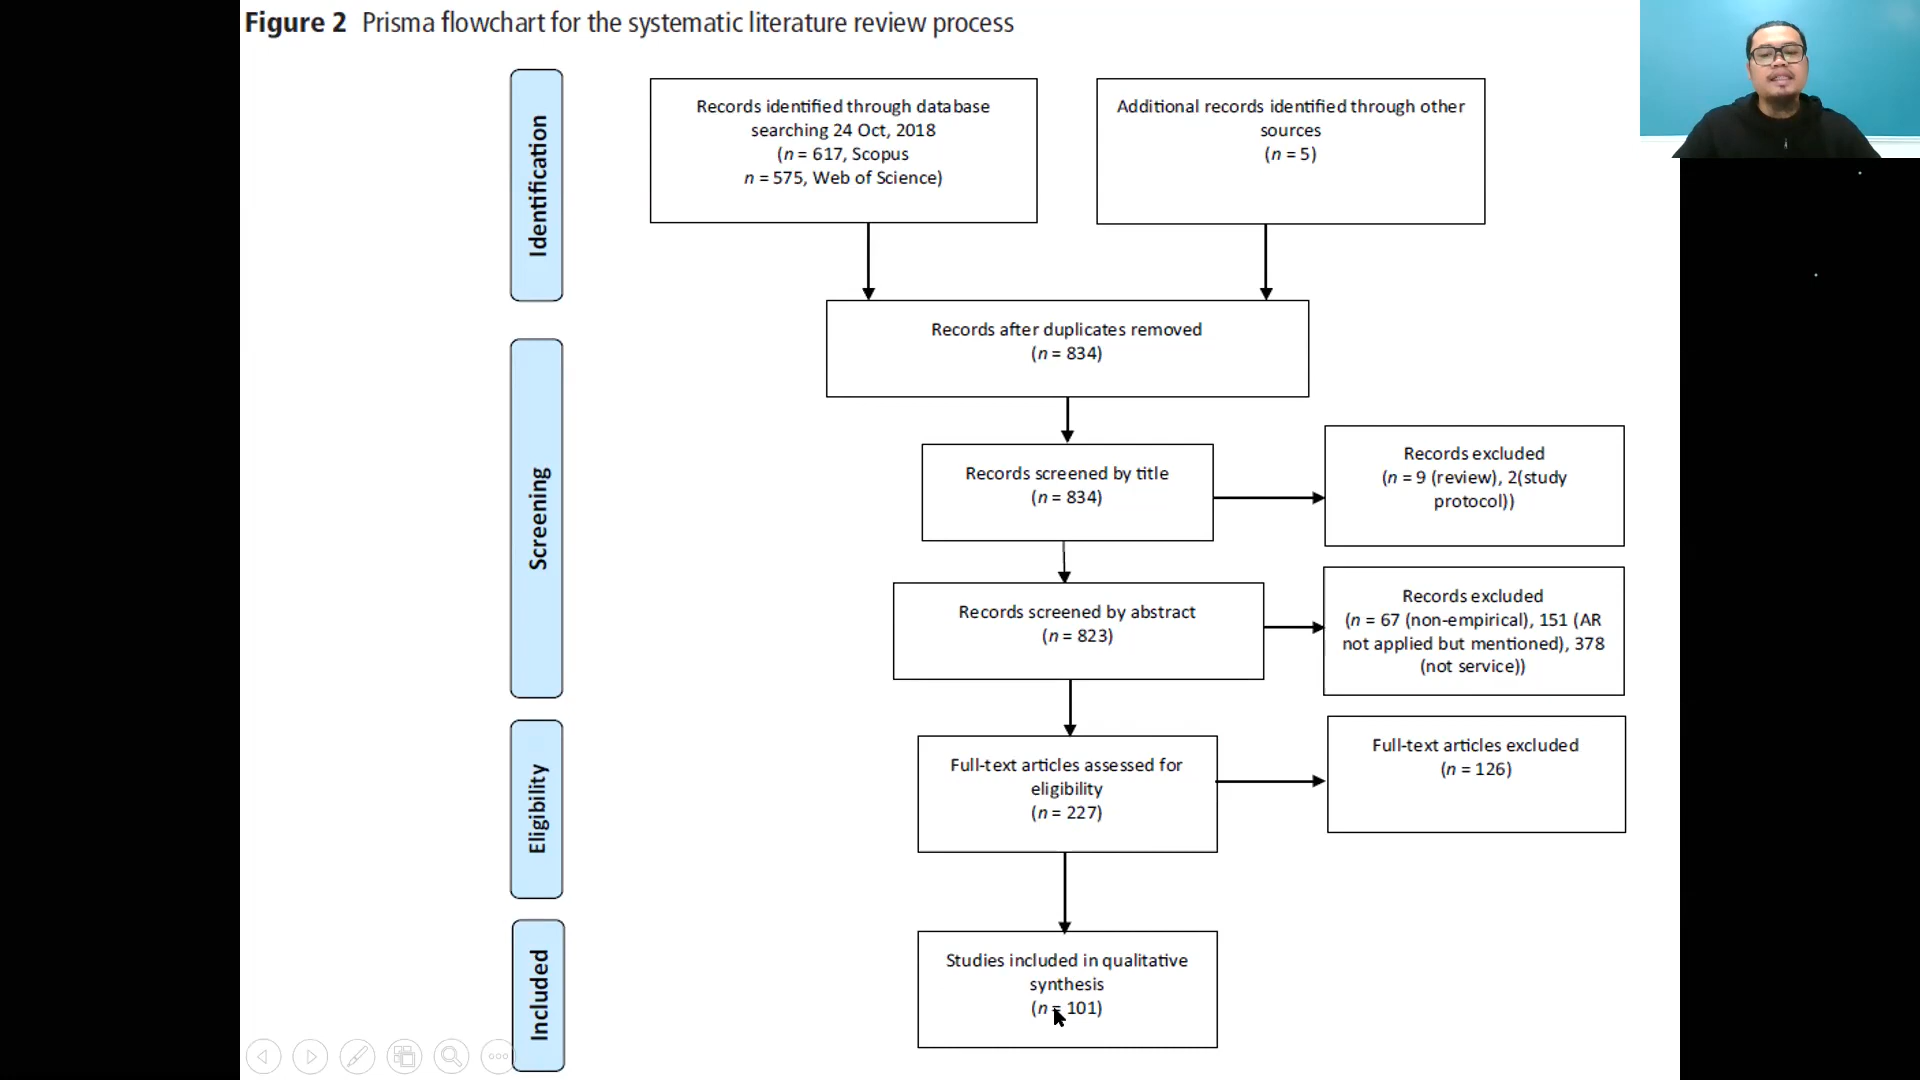 Figure 2 Prisma flowchart for the systematic literature review process
Identification
Records identified through database
searching 24 Oct, 2018
(n = 617, Scopus
n = 575, Web of Science)
Additional records identified through other
sources
(n = 5)
Records after duplicates removed
(n = 834)
Screening
Records screened by title
(n = 834)
Records excluded
(n = 9 (review), 2(study
protocol))
Records screened by abstract
(n = 823)
Records excluded
(n = 67 (non-empirical), 151 (AR
not applied but mentioned), 378
(not service))
Eligibility
Full-text articles assessed for
eligibility
(n = 227)
Full-text articles excluded
(n = 126)
Included
Studies included in qualitative
synthesis
(n = 101)